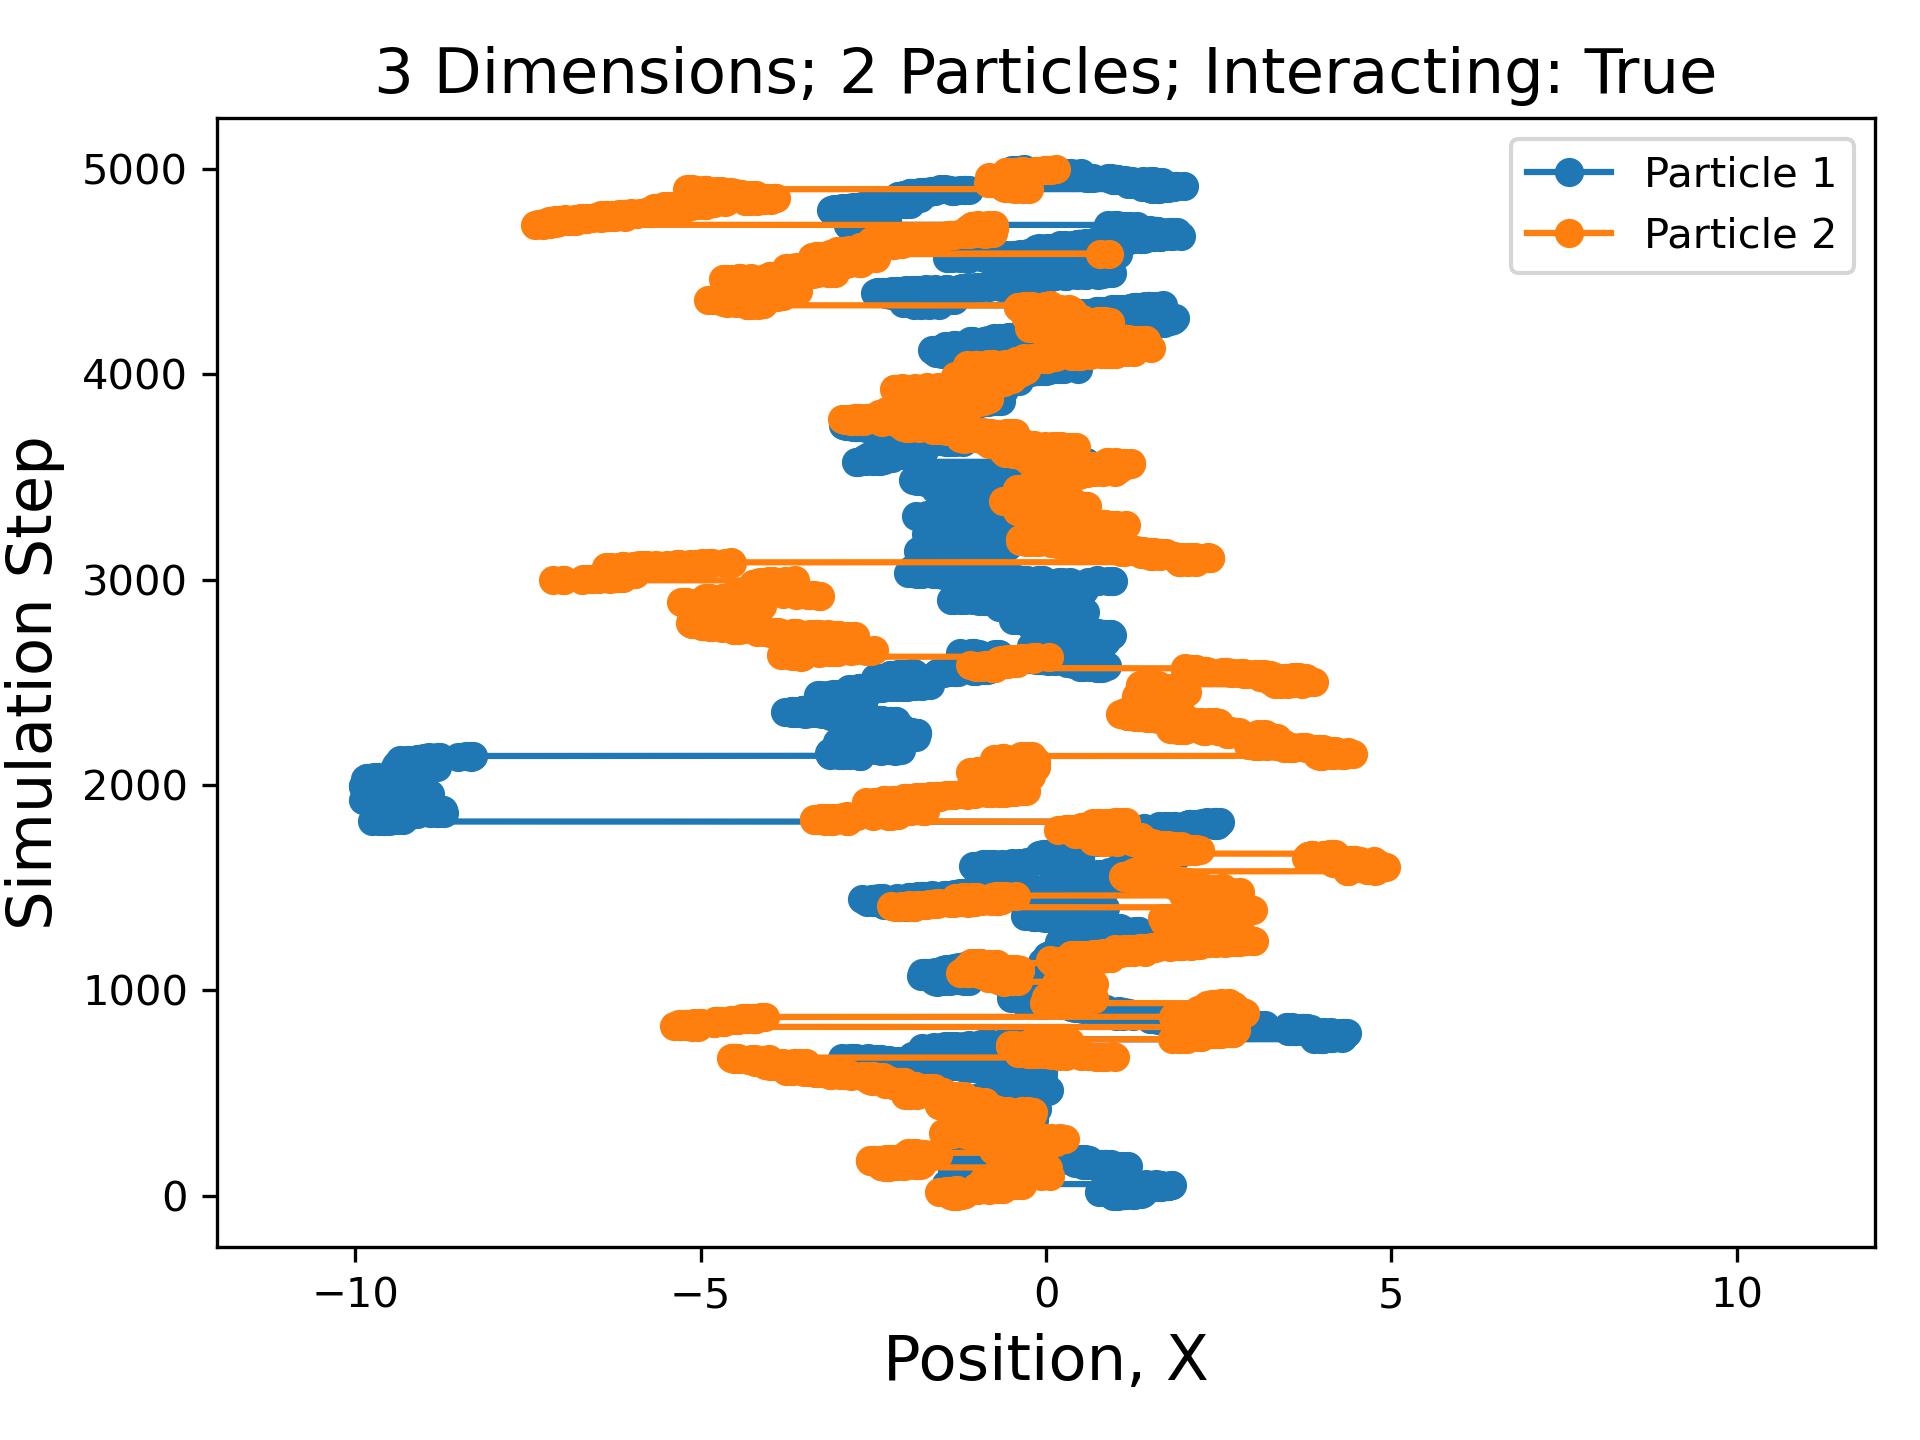 3 Dimensions; 2 Particles; Interacting: True
Particle 1
Particle 2
5000
4000
3000
2000
1000
0
Simulation Step
−10
−5
0
5
10
Position, X